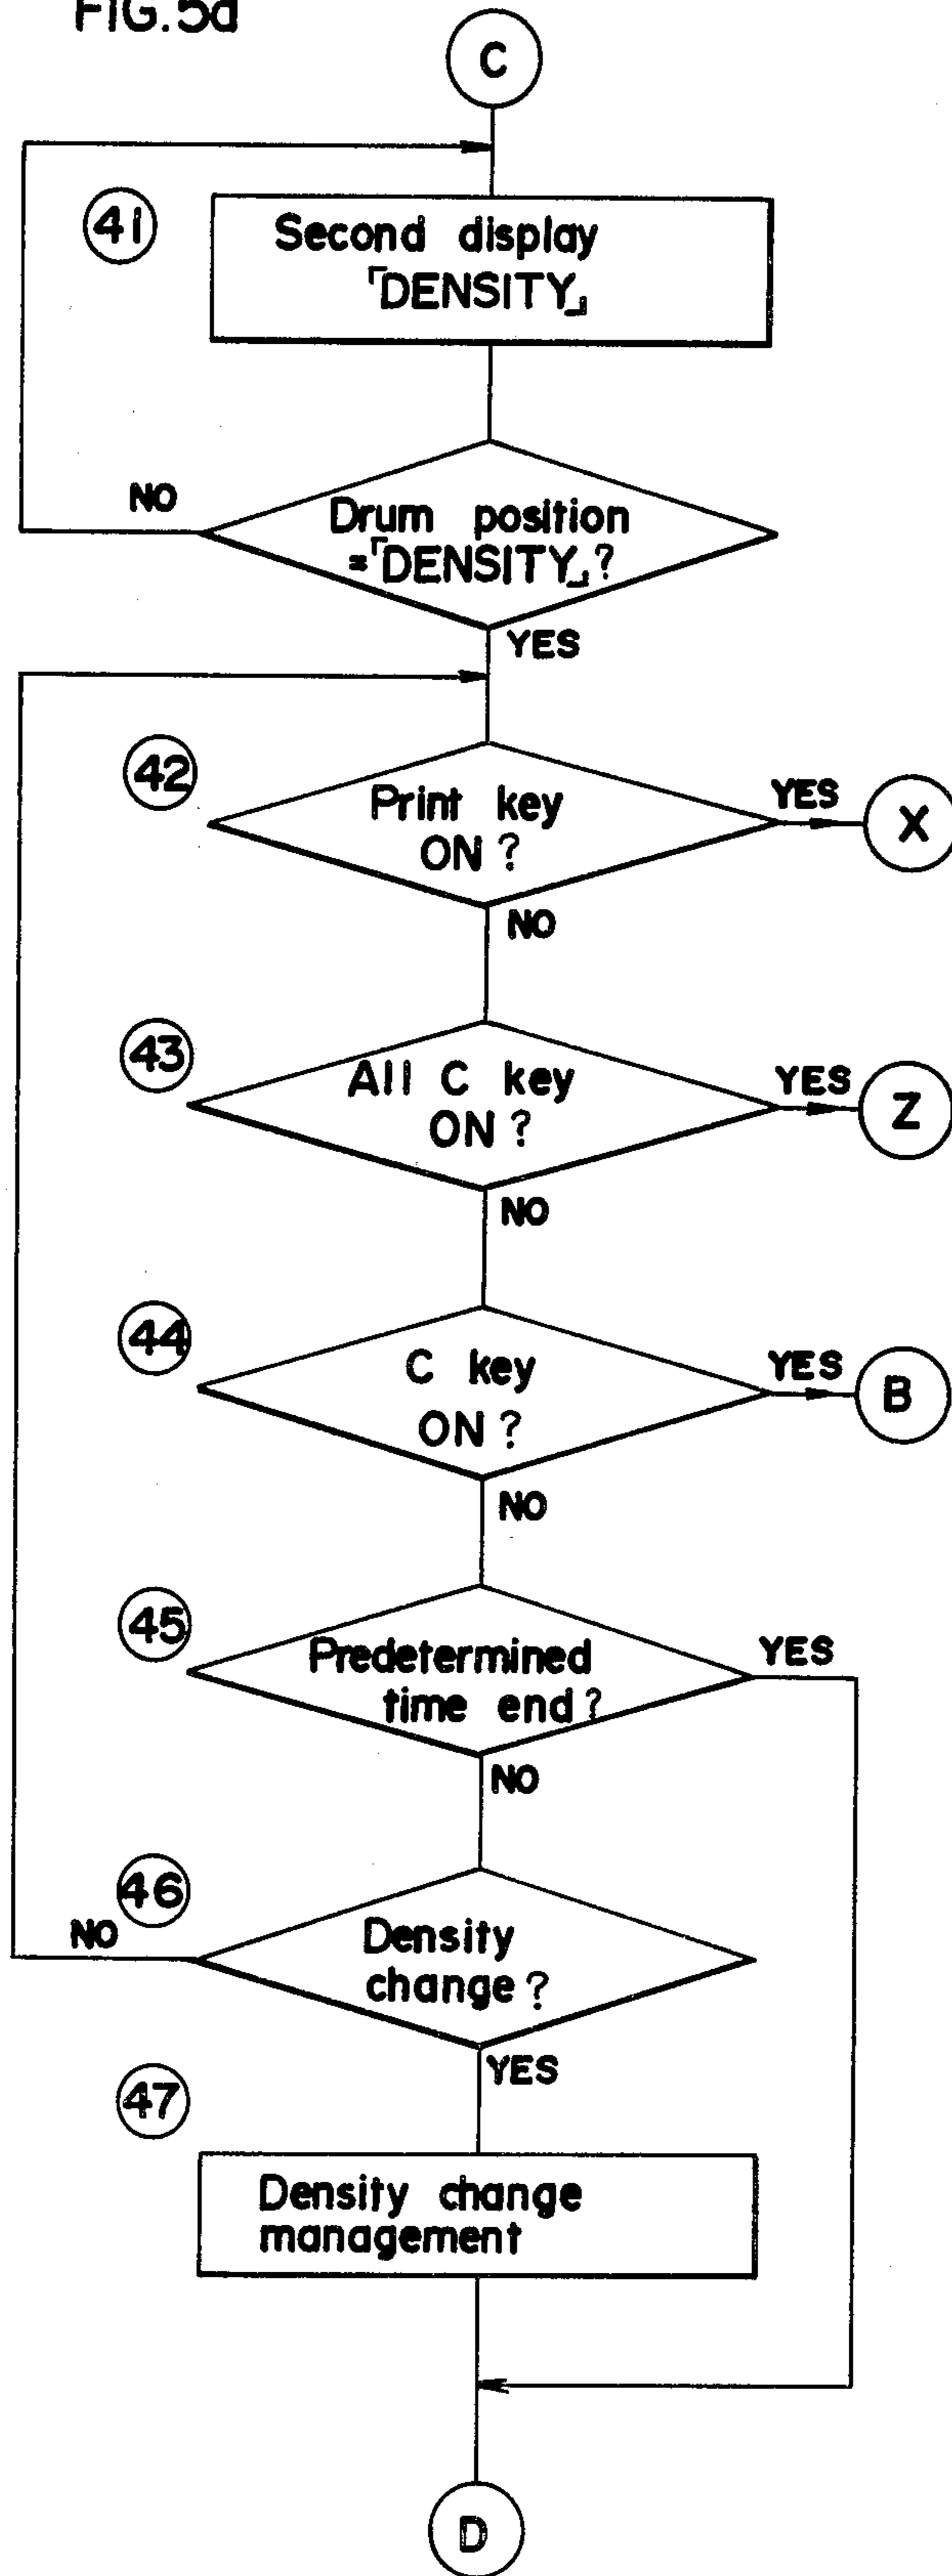 FIG.5d
C
41
Second display
「DENSITY」
Drum position
=「DENSITY」?
NO
YES
42
Print key
ON ?
YES
X
NO
43
All C key
ON ?
YES
Z
NO
44
C key
ON ?
YES
B
NO
45
Predetermined
time end ?
YES
NO
46
Density
change ?
NO
YES
47
Density change
management
D